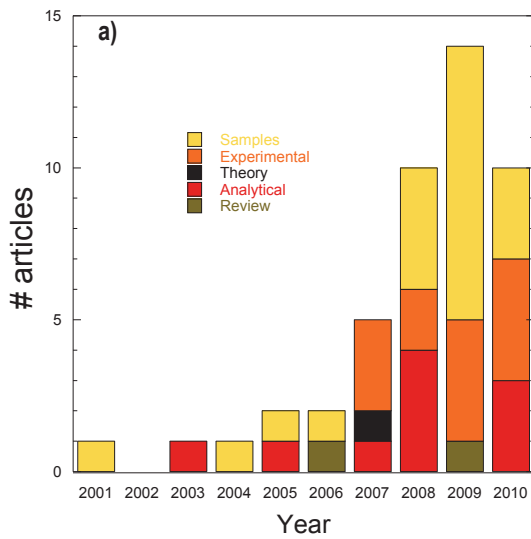 a)
15
10
5
0
# articles
Samples
Experimental
Theory
Analytical
Review
2001 2002 2003 2004 2005 2006 2007 2008 2009 2010
Year